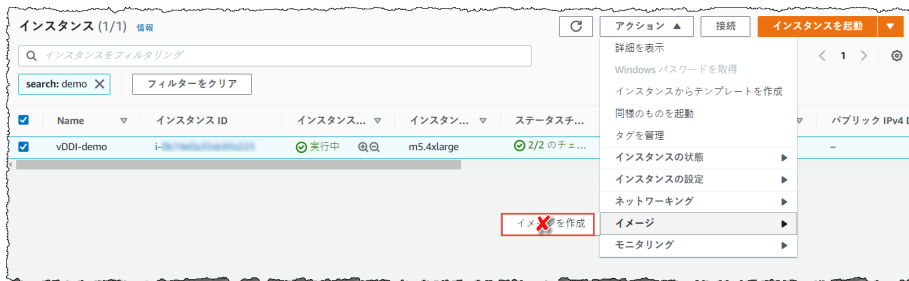 インスタンス (1/1) 情報
アクション ▲
接続
インスタンスを起動 ▼
インスタンスをフィルタリング
1
search: demo ✕
フィルターをクリア
Name
インスタンス ID
インスタンス...
インスタン...
ステータスチ...
パブリック IPv4 D
vDDI-demo
i-
実行中
m5.4xlarge
2/2 のチェ...
–
詳細を表示
Windows パスワードを取得
インスタンスからテンプレートを作成
同様のものを起動
タグを管理
インスタンスの状態
インスタンスの設定
ネットワーキング
イメージ
を作成
モニタリング